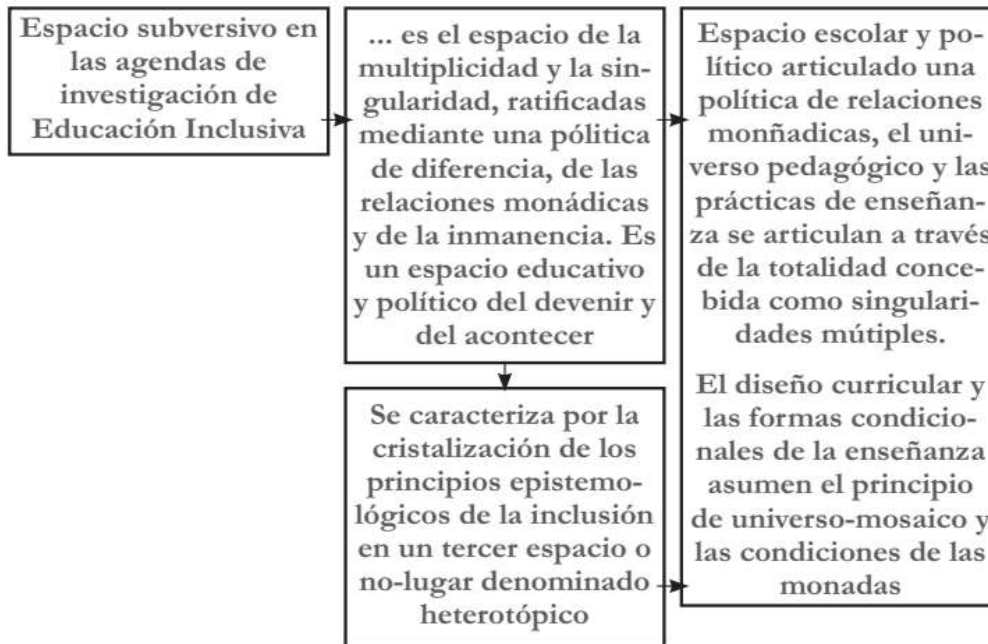 Espacio subversivo en
las agendas de
investigación de
Educación Inclusiva
... es el espacio de la
multiplicidad y la sin-
gularidad, ratificadas
mediante una pólitica
de diferencia, de las
relaciones monádicas
y de la inmanencia. Es
un espacio educativo
y político del devenir y
del acontecer
Se caracteriza por la
cristalización de los
principios epistemo-
lógicos de la inclusión
en un tercer espacio o
no-lugar denominado
heterotópico
Espacio escolar y po-
lítico articulado una
política de relaciones
monñadicas, el uni-
verso pedagógico y las
prácticas de enseñan-
za se articulan a través
de la totalidad conce-
bida como singulari-
dades mútiples.
El diseño curricular y
las formas condicio-
nales de la enseñanza
asumen el principio
de universo-mosaico y
las condiciones de las
monadas